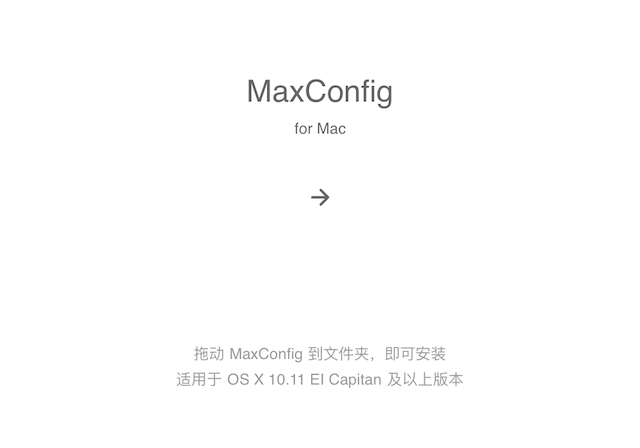 MaxConfig
for Mac
拖动 MaxConfig 到文件夹，即可安装
适用于 OS X 10.11 EI Capitan 及以上版本